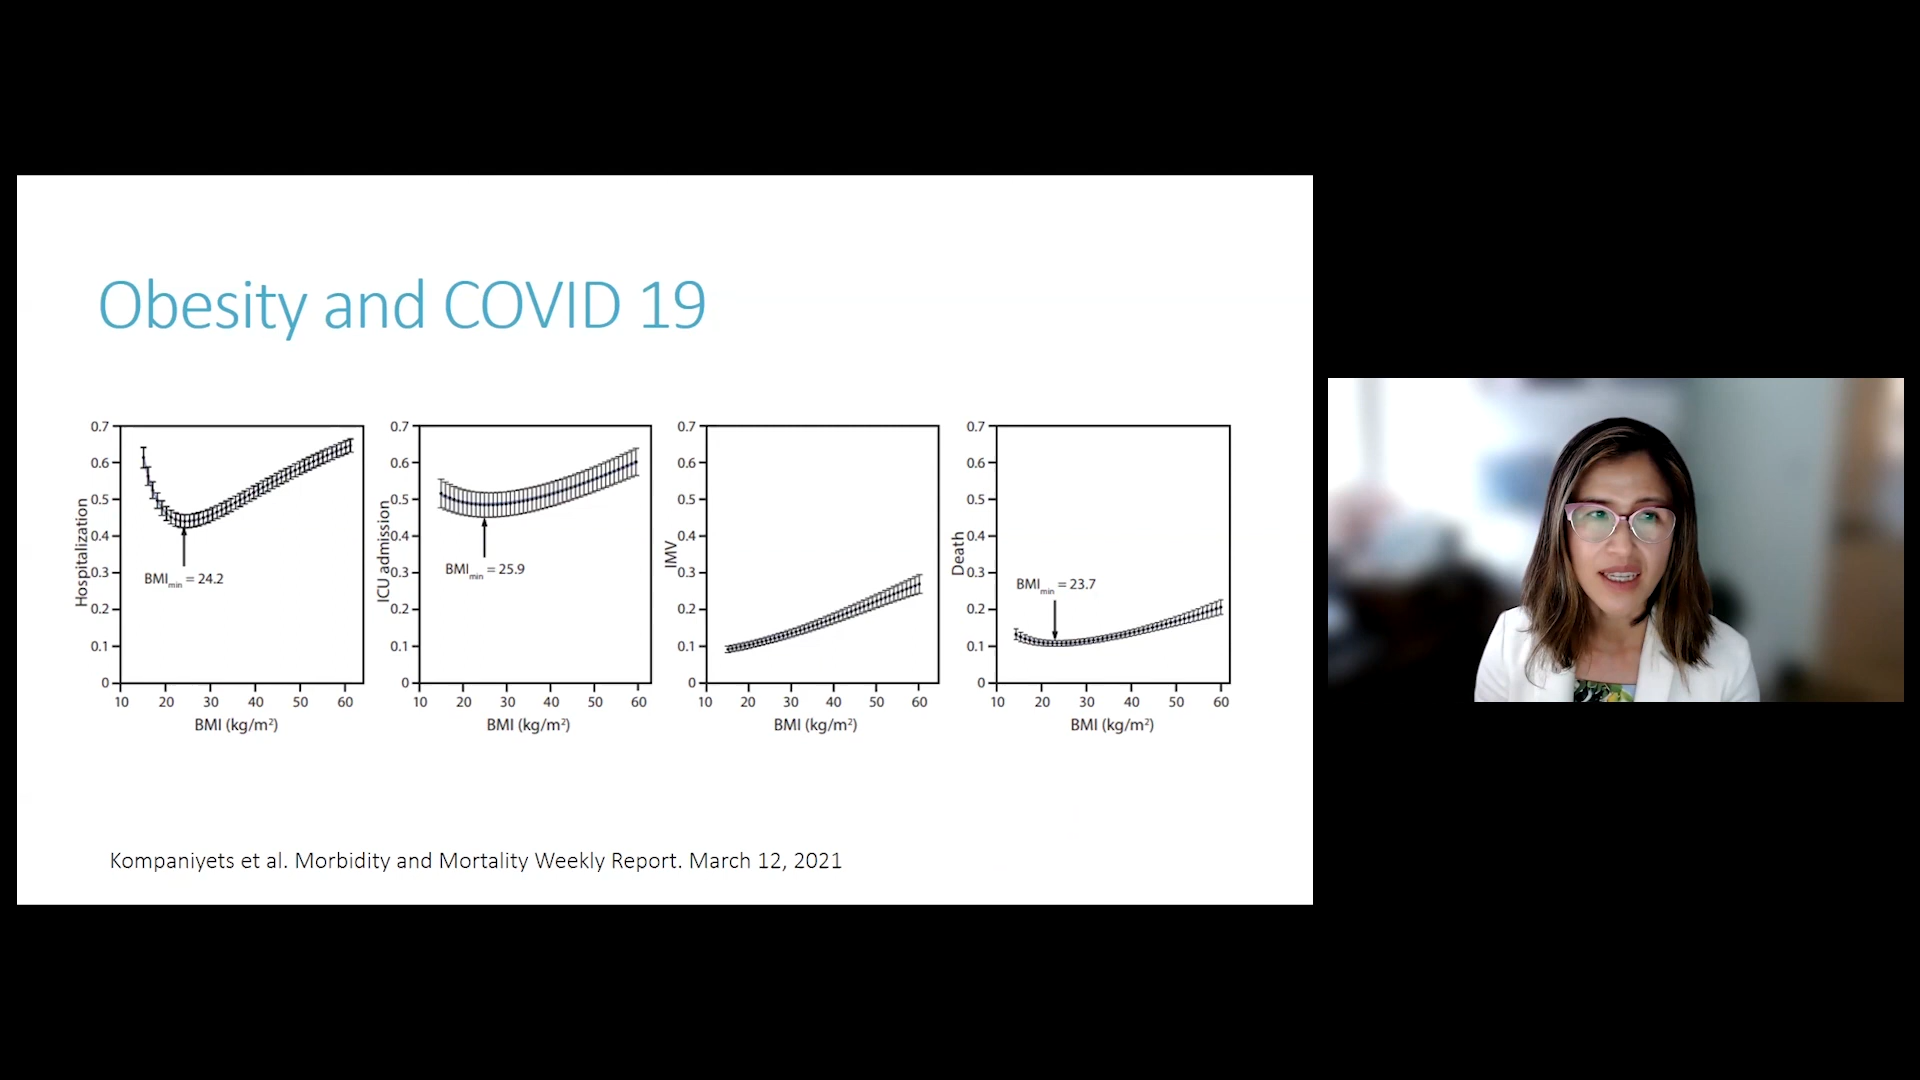 Obesity and COVID 19
0.7
0.6
0.5
0.4
0.3
0.2
0.1
0
Hospitalization
BMImin = 24.2
10 20 30 40 50 60
BMI (kg/m²)
0.7
0.6
0.5
0.4
0.3
0.2
0.1
0
ICU admission
BMImin = 25.9
10 20 30 40 50 60
BMI (kg/m²)
0.7
0.6
0.5
0.4
0.3
0.2
0.1
0
IMV
10 20 30 40 50 60
BMI (kg/m²)
0.7
0.6
0.5
0.4
0.3
0.2
0.1
0
Death
BMImin = 23.7
10 20 30 40 50 60
BMI (kg/m²)
Kompaniyets et al. Morbidity and Mortality Weekly Report. March 12, 2021